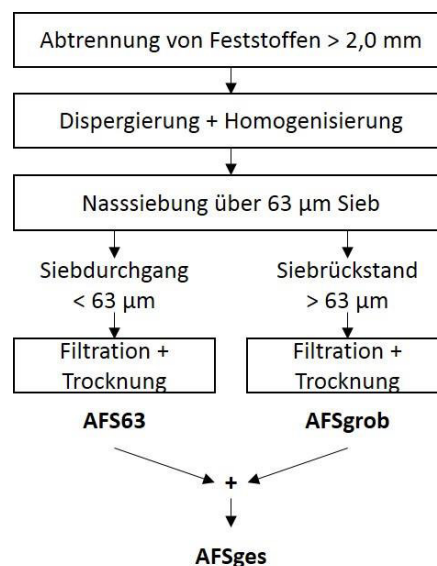 Abtrennung von Feststoffen > 2,0 mm
Dispergierung + Homogenisierung
Nasssiebung über 63 µm Sieb
Siebdurchgang
< 63 µm
Siebrückstand
> 63 µm
Filtration +
Trocknung
Filtration +
Trocknung
AFS63
AFSgrob
+
AFSges